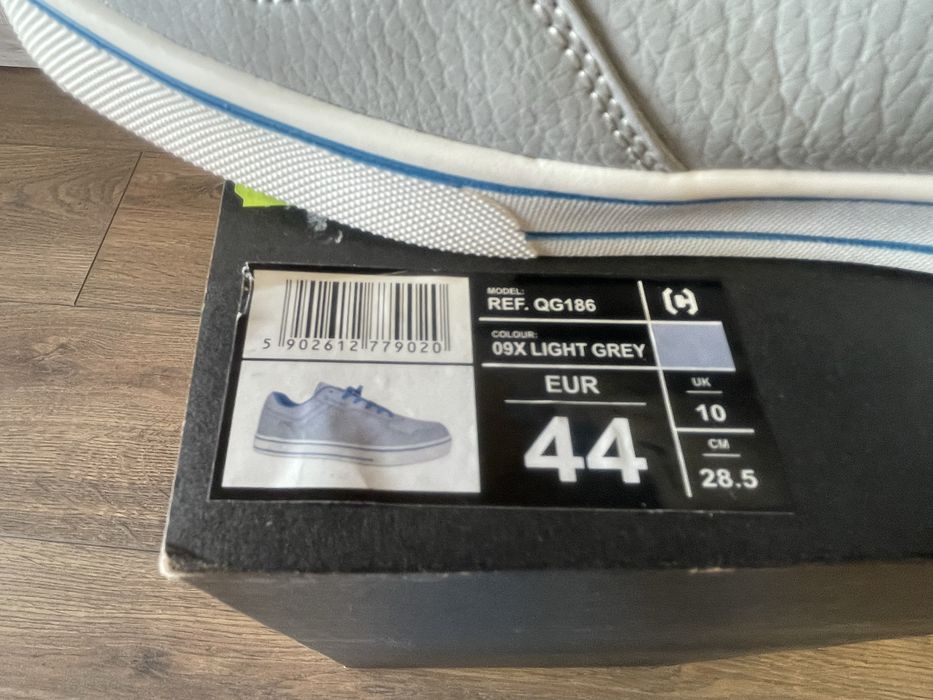 5 902612 779020
MODEL:
REF. QG186
(C)
COLOUR:
09X LIGHT GREY
EUR
44
UK
10
CM
28.5